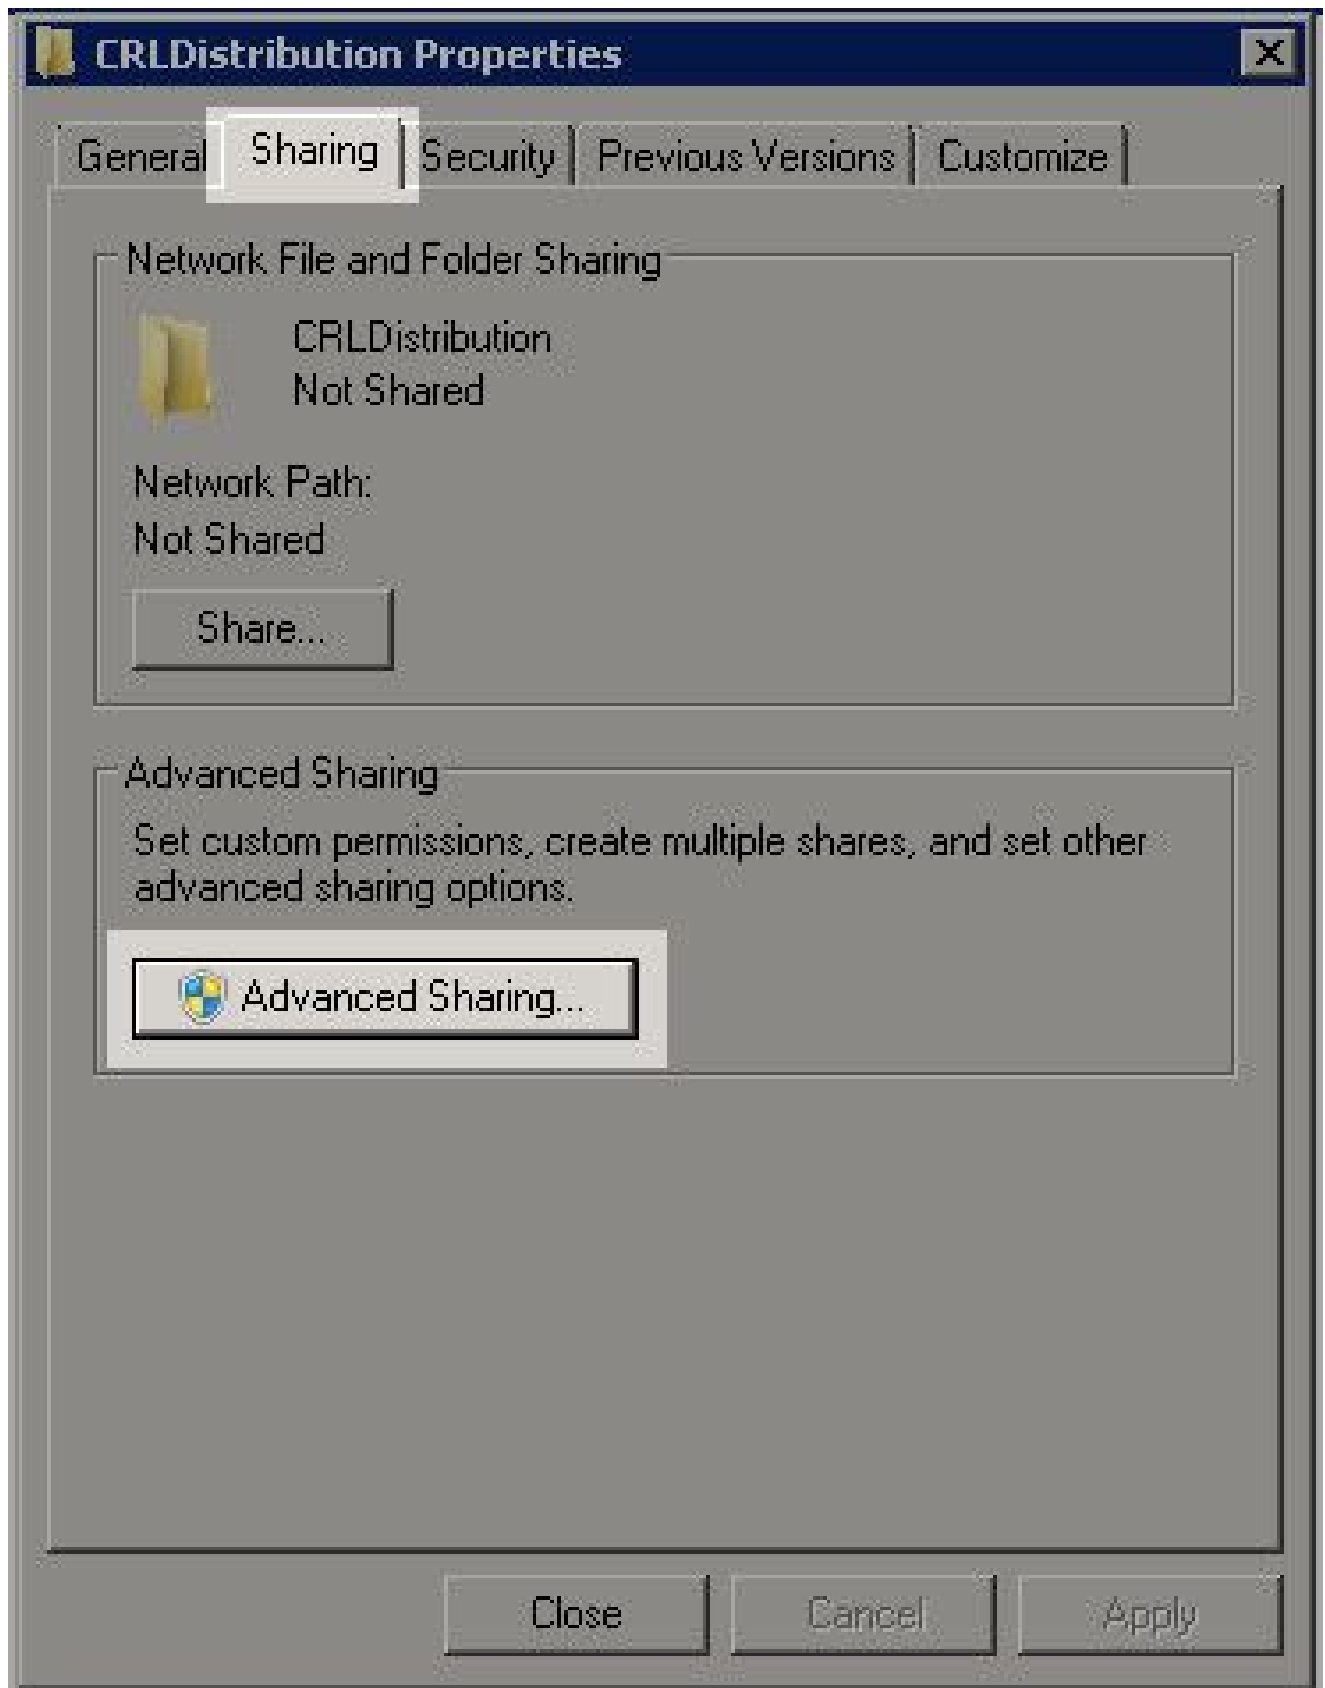 CRLDistribution Properties
General Sharing Security Previous Versions Customize
Network File and Folder Sharing
CRLDistribution
Not Shared
Network Path:
Not Shared
Share...
Advanced Sharing
Set custom permissions, create multiple shares, and set other
advanced sharing options.
Advanced Sharing...
Close Cancel Apply